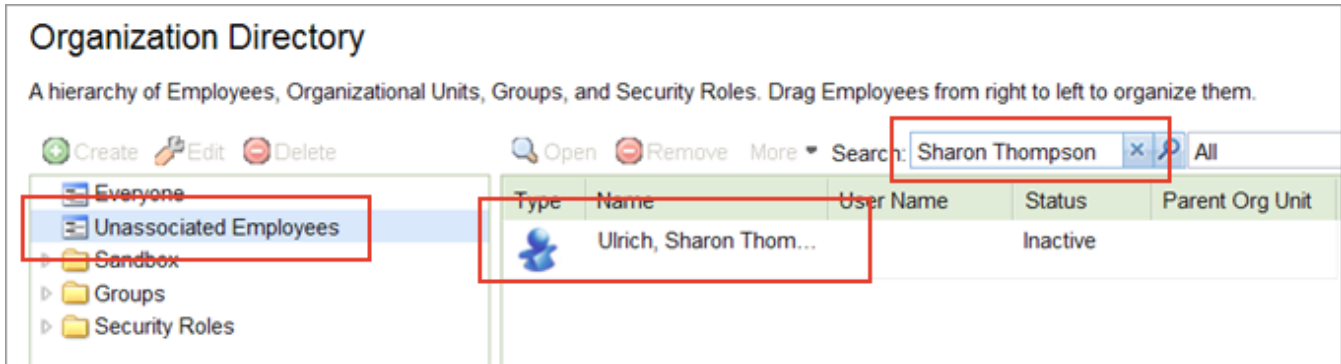 Organization Directory
A hierarchy of Employees, Organizational Units, Groups, and Security Roles. Drag Employees from right to left to organize them.
Create Edit Delete
Open Remove More Search: Sharon Thompson All
Everyone
Unassociated Employees
Sandbox
Groups
Security Roles
Type Name User Name Status Parent Org Unit
Ulrich, Sharon Thom... Inactive